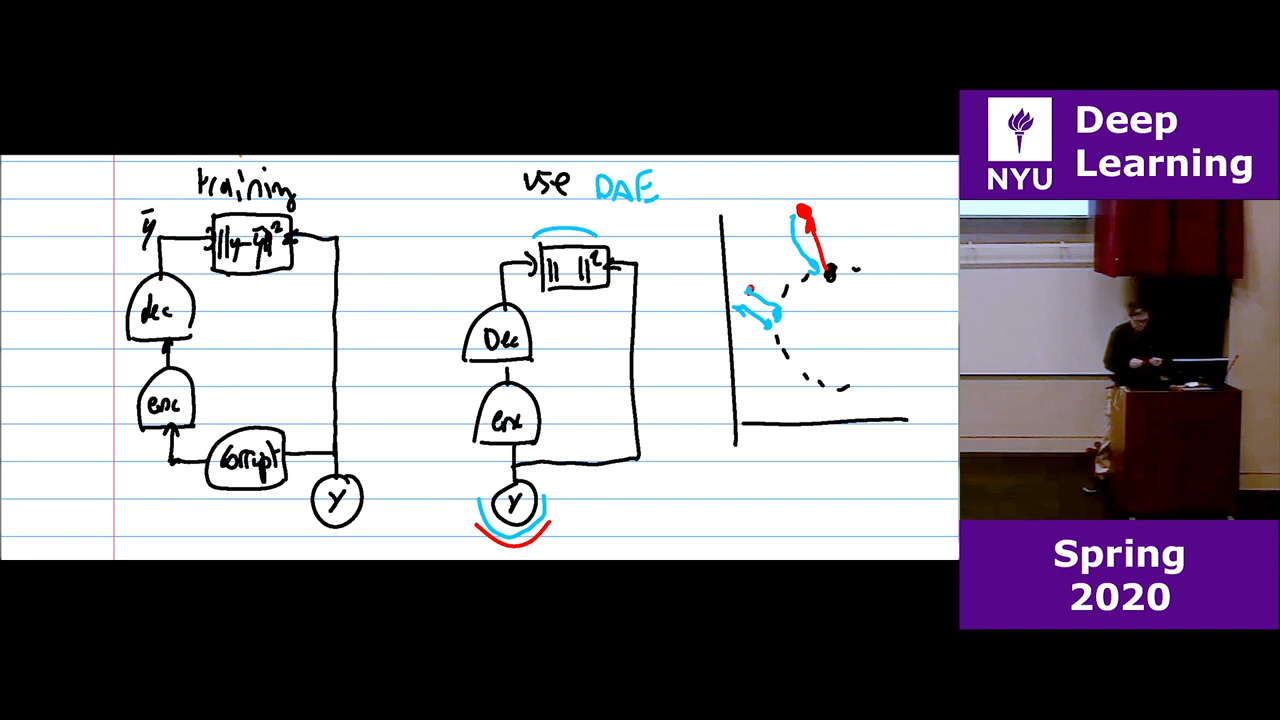 training
use DAE
ȳ
||y-ȳ||²
|| ||²
dec
Dec
enc
enc
corrupt
Y
Y
NYU
Deep
Learning
Spring
2020